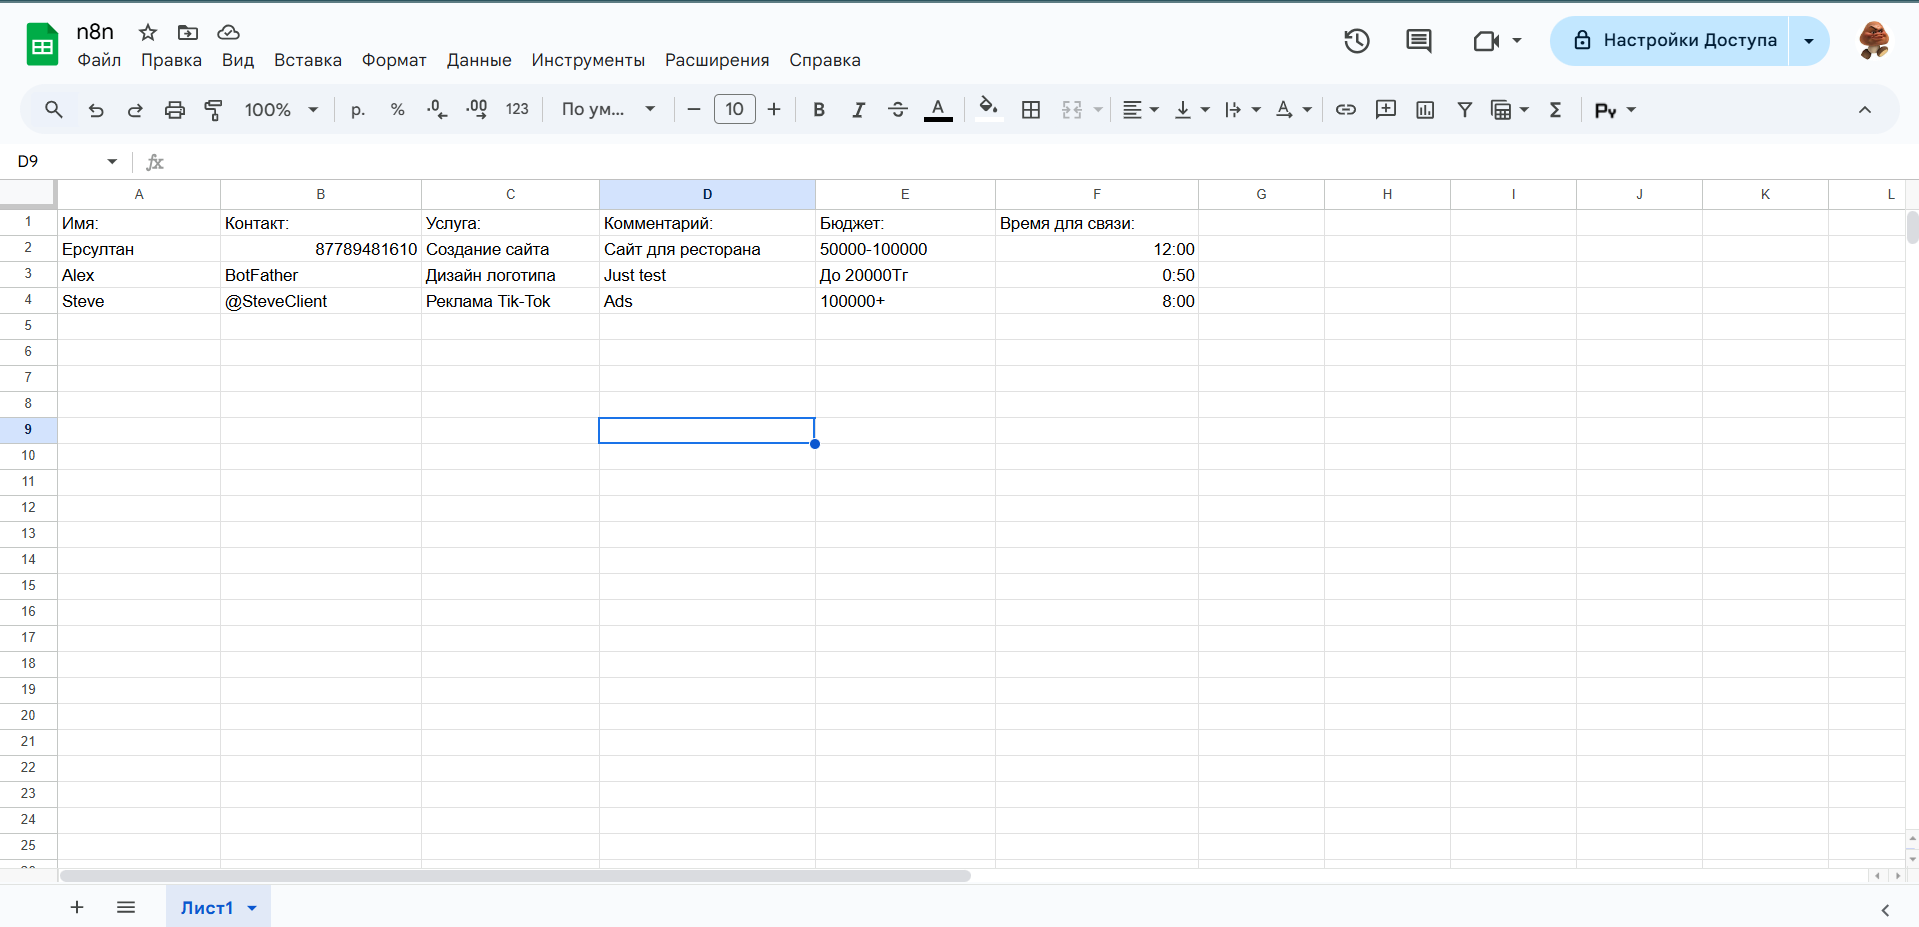 n8n
Файл Правка Вид Вставка Формат Данные Инструменты Расширения Справка
Настройки Доступа
100% р. % .0 .00 123 По ум... 10 B I A A Σ Py
D9 fx
A B C D E F G H I J K L
1 Имя: Контакт: Услуга: Комментарий: Бюджет: Время для связи:
2 Ерсултан 87789481610 Создание сайта Сайт для ресторана 50000-100000 12:00
3 Alex BotFather Дизайн логотипа Just test До 20000Тг 0:50
4 Steve @SteveClient Реклама Tik-Tok Ads 100000+ 8:00
5
6
7
8
9
10
11
12
13
14
15
16
17
18
19
20
21
22
23
24
25
Лист1